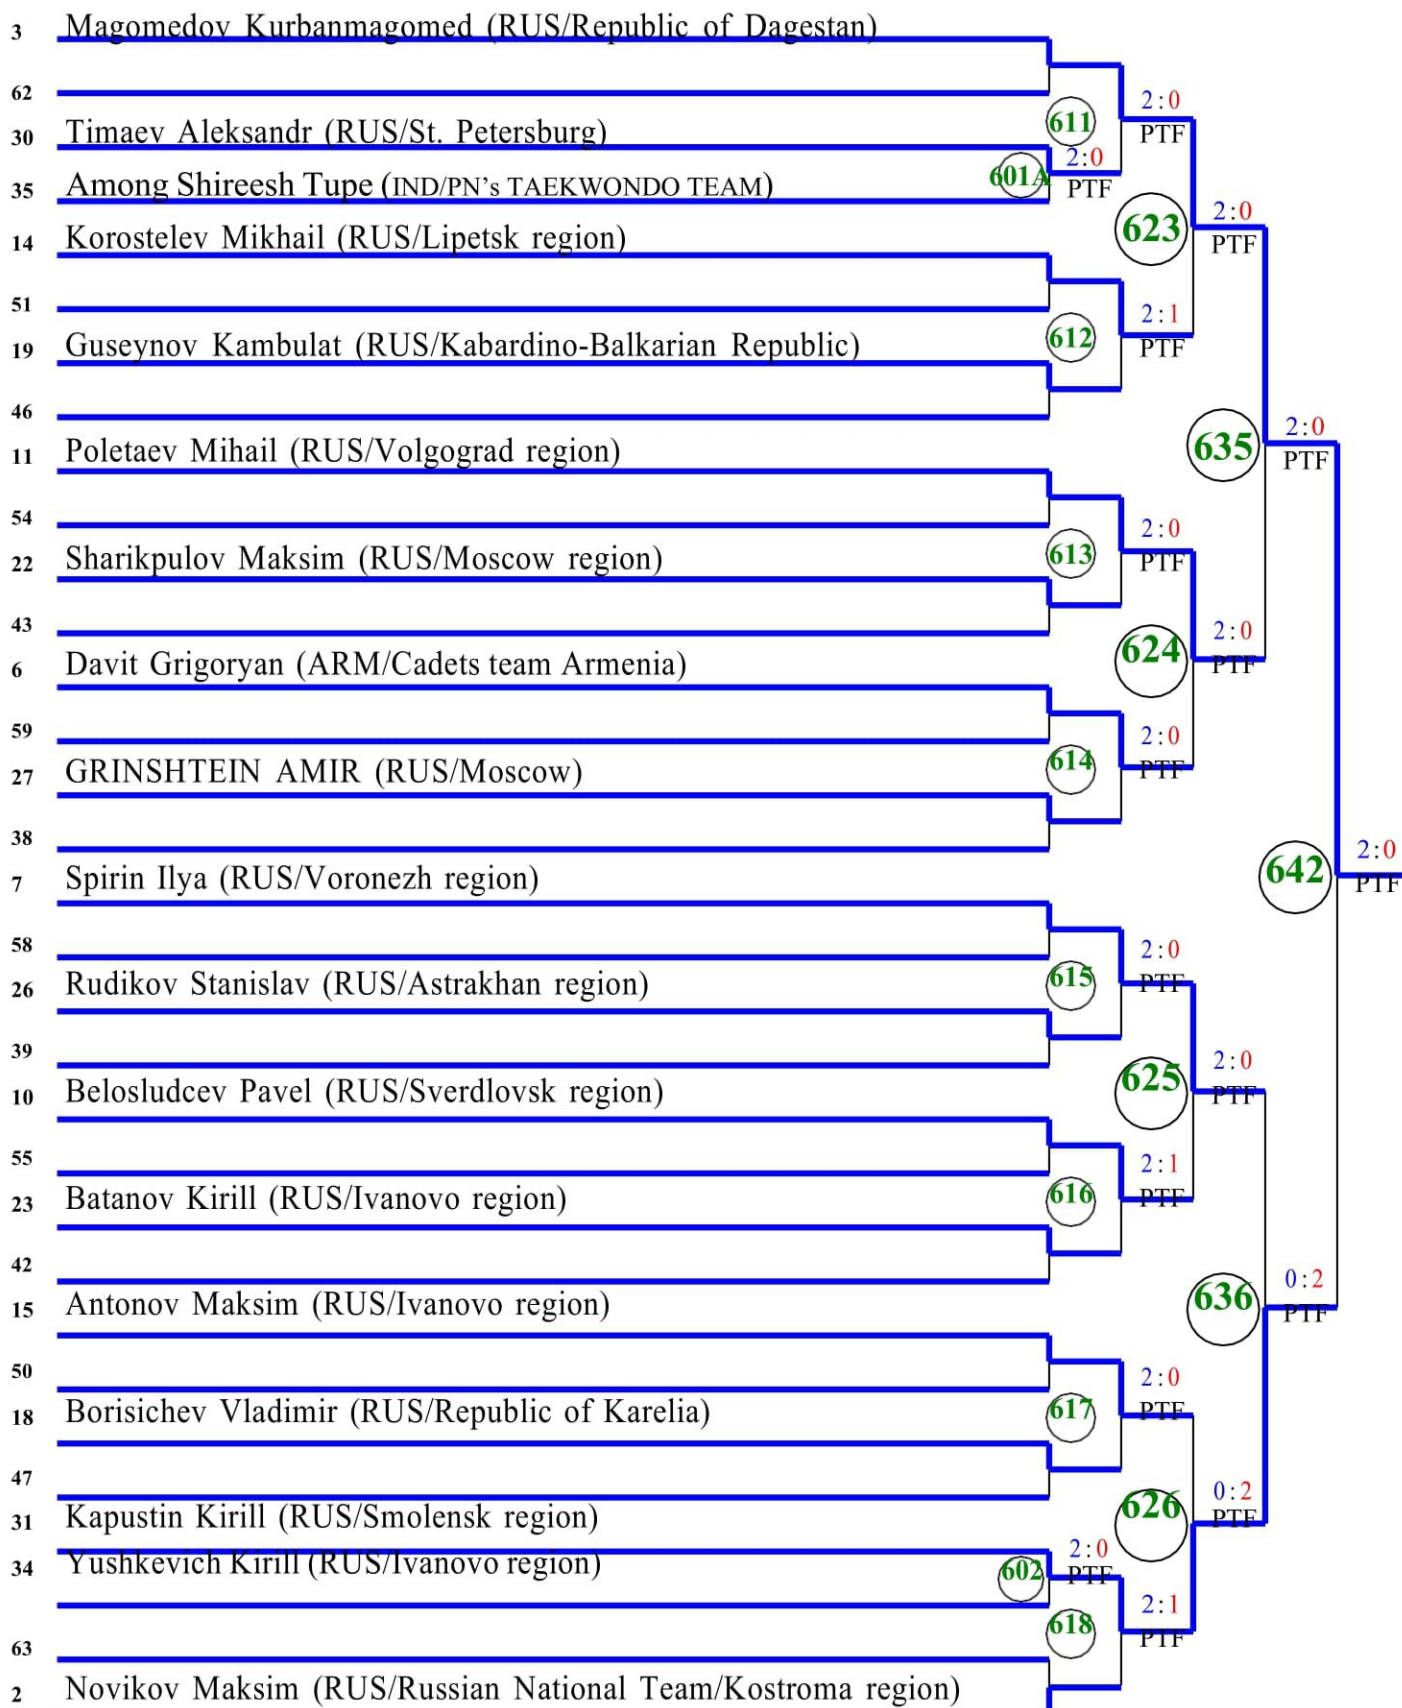 3 Magomedov Kurbanmagomed (RUS/Republic of Dagestan)
62
2:0
611
PTF
30 Timaev Aleksandr (RUS/St. Petersburg)
2:0
601A
PTF
35 Among Shireesh Tupe (IND/PN's TAEKWONDO TEAM)
2:0
623
PTF
14 Korostelev Mikhail (RUS/Lipetsk region)
51
2:1
612
PTF
19 Guseynov Kambulat (RUS/Kabardino-Balkarian Republic)
46
2:0
635
PTF
11 Poletaev Mihail (RUS/Volgograd region)
54
2:0
613
PTF
22 Sharikpulov Maksim (RUS/Moscow region)
43
2:0
624
PTF
6 Davit Grigoryan (ARM/Cadets team Armenia)
59
2:0
614
PTF
27 GRINSHTEIN AMIR (RUS/Moscow)
38
2:0
642
PTF
7 Spirin Ilya (RUS/Voronezh region)
58
2:0
615
PTF
26 Rudikov Stanislav (RUS/Astrakhan region)
39
2:0
625
PTF
10 Belosludcev Pavel (RUS/Sverdlovsk region)
55
2:1
616
PTF
23 Batanov Kirill (RUS/Ivanovo region)
42
0:2
636
PTF
15 Antonov Maksim (RUS/Ivanovo region)
50
2:0
617
PTF
18 Borisichev Vladimir (RUS/Republic of Karelia)
47
0:2
626
PTF
31 Kapustin Kirill (RUS/Smolensk region)
2:0
602
PTF
34 Yushkevich Kirill (RUS/Ivanovo region)
2:1
618
PTF
63
2 Novikov Maksim (RUS/Russian National Team/Kostroma region)